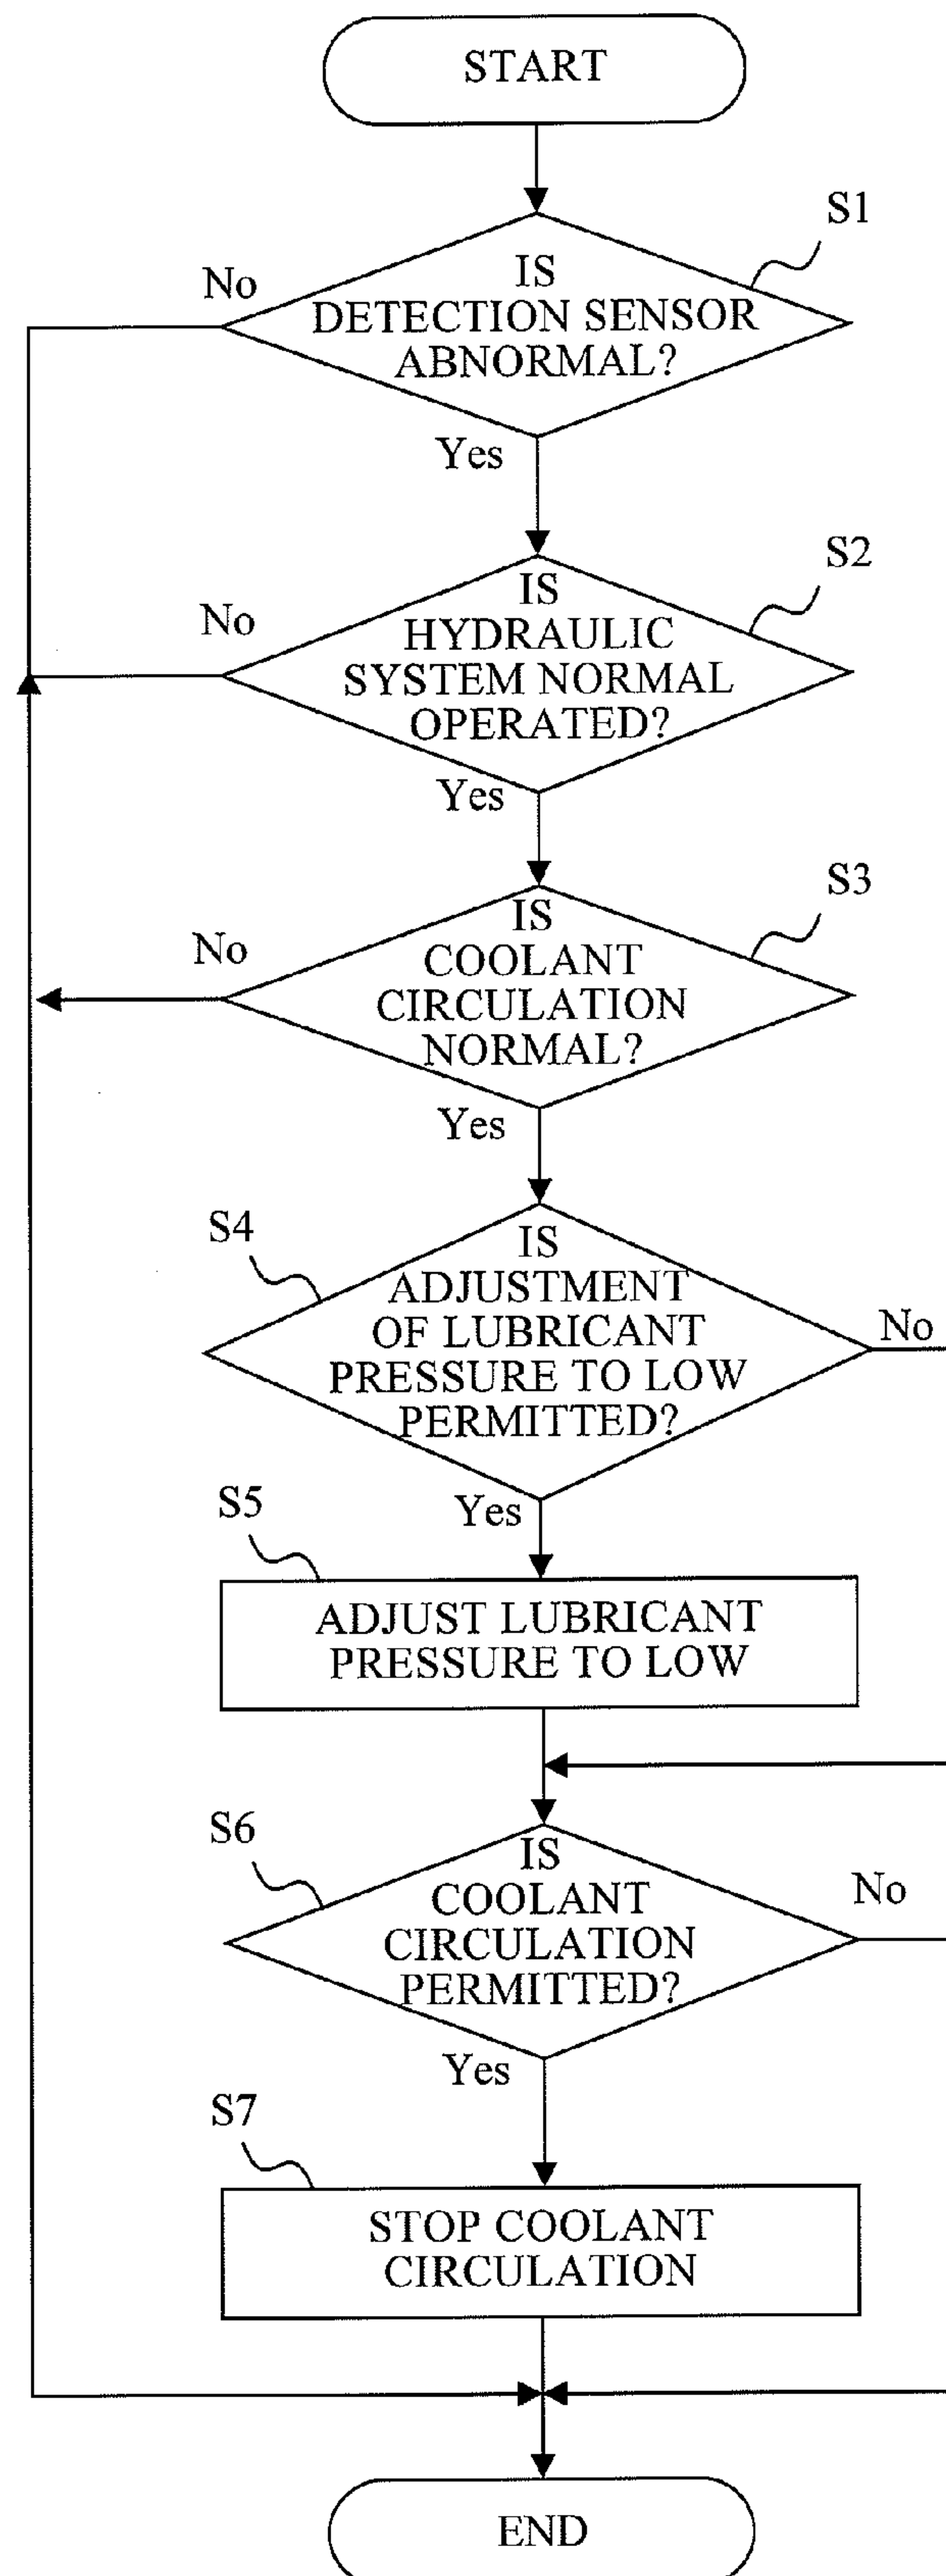 START
S1
No
IS
DETECTION SENSOR
ABNORMAL?
Yes
S2
No
IS
HYDRAULIC
SYSTEM NORMAL
OPERATED?
Yes
S3
No
IS
COOLANT
CIRCULATION
NORMAL?
Yes
S4
IS
ADJUSTMENT
OF LUBRICANT
PRESSURE TO LOW
PERMITTED?
No
Yes
S5
ADJUST LUBRICANT
PRESSURE TO LOW
S6
IS
COOLANT
CIRCULATION
PERMITTED?
No
Yes
S7
STOP COOLANT
CIRCULATION
END